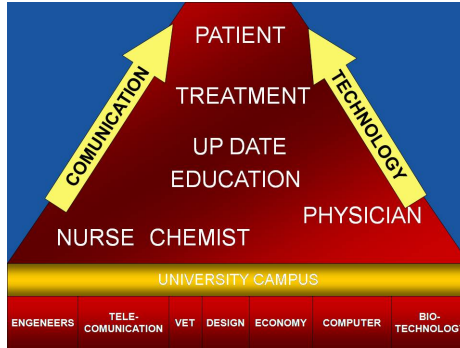 PATIENT
COMUNICATION
TECHNOLOGY
TREATMENT
UP DATE
EDUCATION
PHYSICIAN
NURSE CHEMIST
UNIVERSITY CAMPUS
ENGENEERS
TELE-
COMUNICATION
VET
DESIGN
ECONOMY
COMPUTER
BIO-
TECHNOLOGY